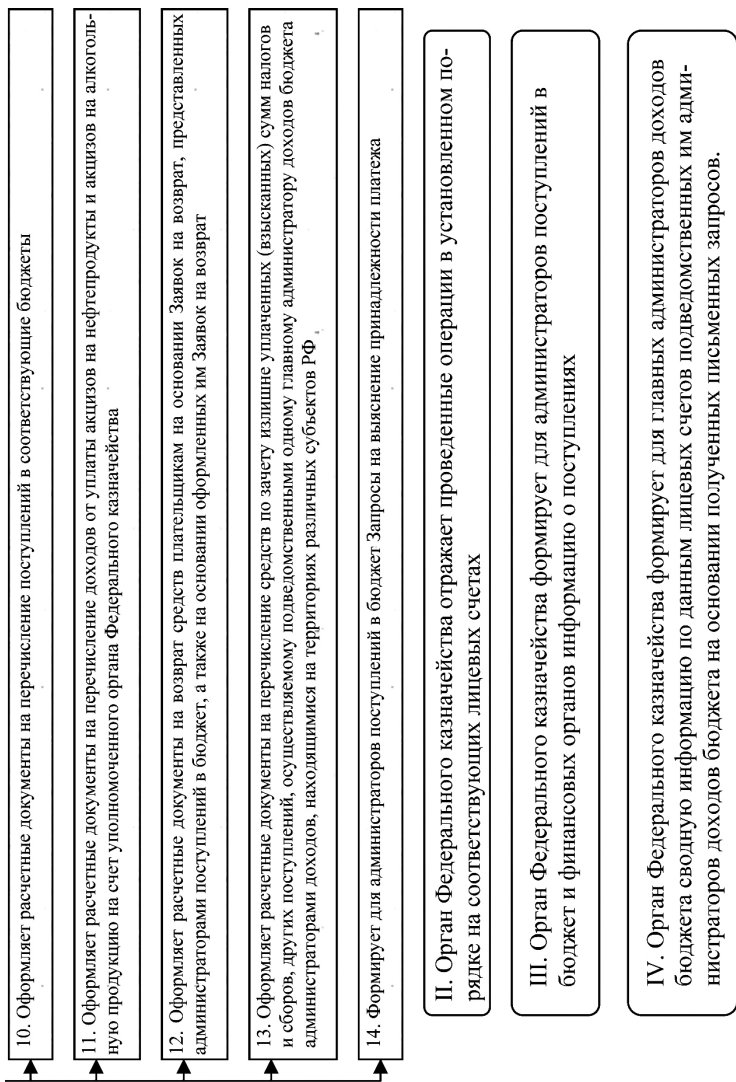 10. Оформляет расчетные документы на перечисление поступлений в соответствующие бюджеты
11. Оформляет расчетные документы на перечисление доходов от уплаты акцизов на нефтепродукты и акцизов на алкоголь-
ную продукцию на счет уполномоченного органа Федерального казначейства
12. Оформляет расчетные документы на возврат средств плательщикам на основании Заявок на возврат, представленных
администраторами поступлений в бюджет, а также на основании оформленных им Заявок на возврат
13. Оформляет расчетные документы на перечисление средств по зачету излишне уплаченных (взысканных) сумм налогов
и сборов, других поступлений, осуществляемому подведомственными одному главному администратору доходов бюджета
администраторами доходов, находящимися на территориях различных субъектов РФ
14. Формирует для администраторов поступлений в бюджет Запросы на выяснение принадлежности платежа
II. Орган Федерального казначейства отражает проведенные операции в установленном по-
рядке на соответствующих лицевых счетах
III. Орган Федерального казначейства формирует для администраторов поступлений в
бюджет и финансовых органов информацию о поступлениях
IV. Орган Федерального казначейства формирует для главных администраторов доходов
бюджета сводную информацию по данным лицевых счетов подведомственных им адми-
нистраторов доходов бюджета на основании полученных письменных запросов.